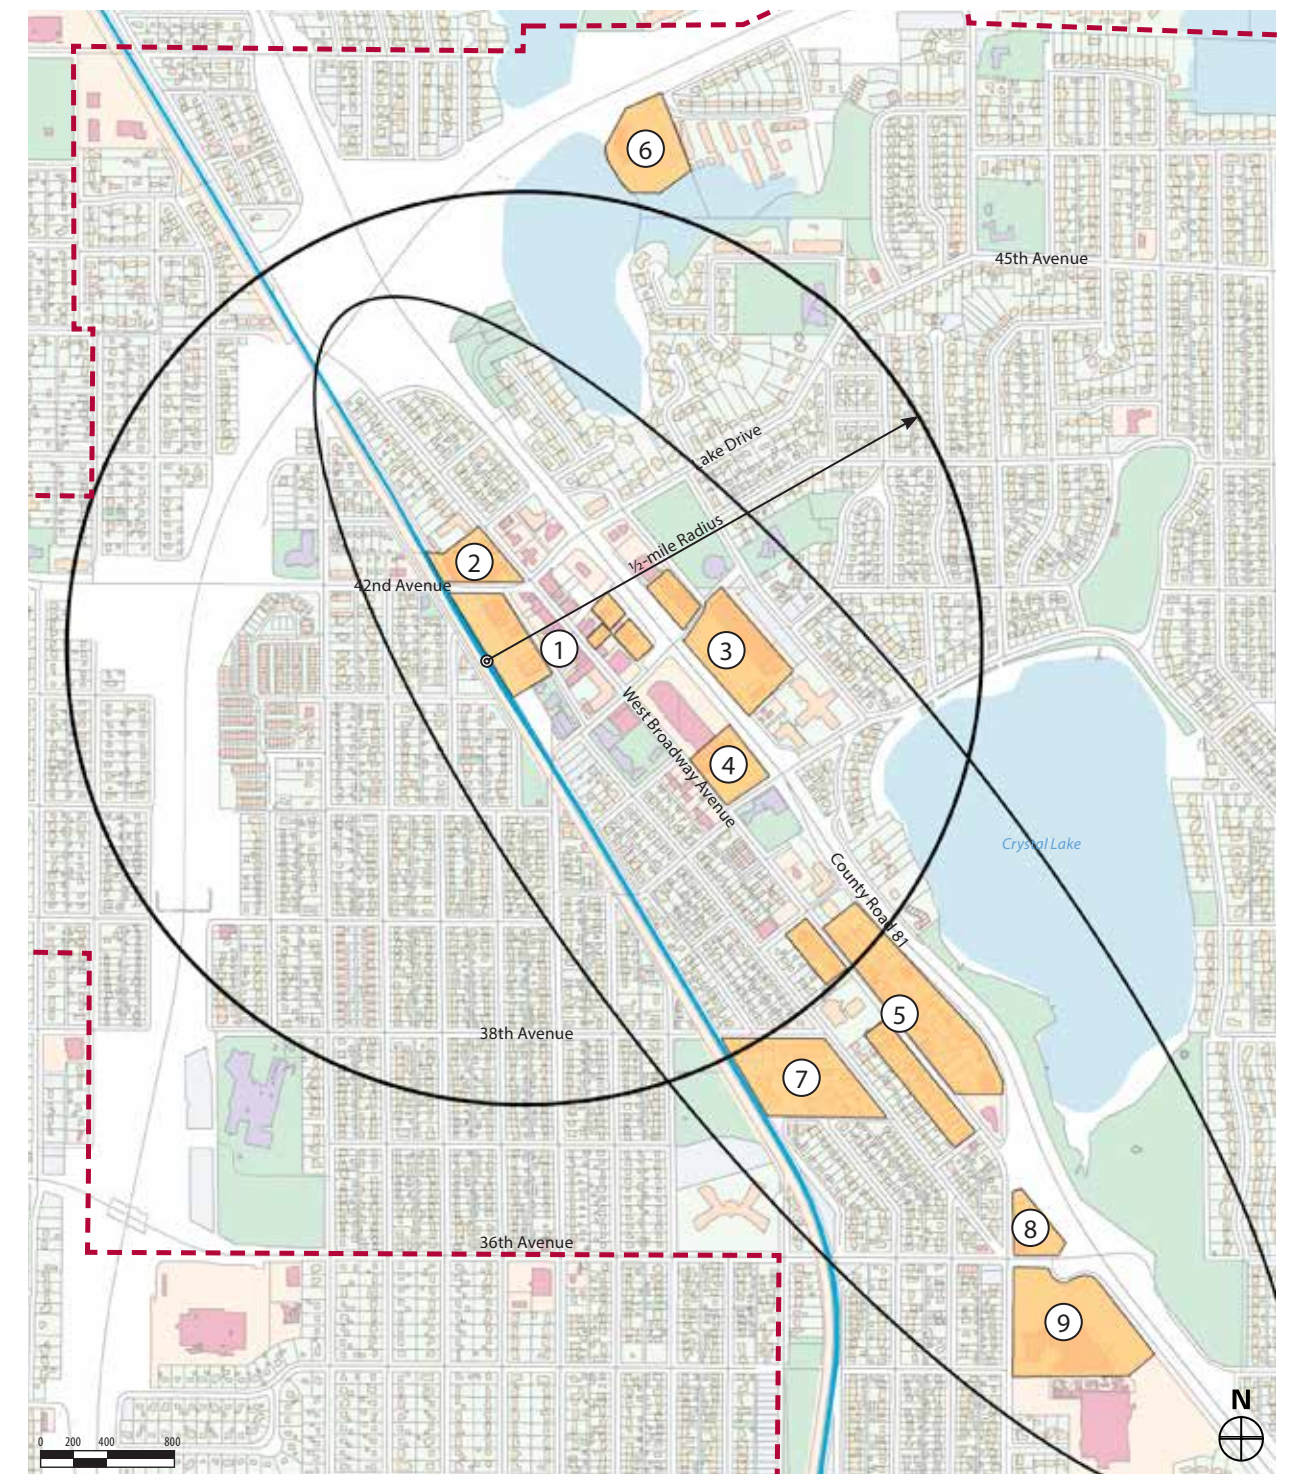 6
45th Avenue
Lake Drive
½-mile Radius
2
42nd Avenue
1
3
West Broadway Avenue
4
Crystal Lake
County Road 81
5
38th Avenue
7
8
36th Avenue
9
N
0 200 400 800